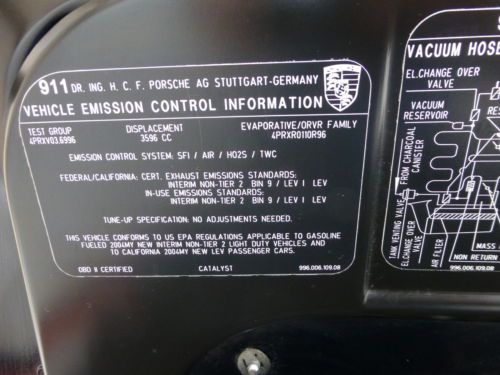 911 DR. ING. H. C. F. PORSCHE AG STUTTGART-GERMANY
VEHICLE EMISSION CONTROL INFORMATION
TEST GROUP DISPLACEMENT EVAPORATIVE/ORVR FAMILY
4PRXV03.6996 3596 CC 4PRXR0110R96
EMISSION CONTROL SYSTEM: SFI / AIR / HO2S / TWC
FEDERAL/CALIFORNIA: CERT. EXHAUST EMISSIONS STANDARDS:
INTERIM NON-TIER 2 BIN 9 / LEV I LEV
IN-USE EMISSIONS STANDARDS:
INTERIM NON-TIER 2 BIN 9 / LEV I LEV
TUNE-UP SPECIFICATION: NO ADJUSTMENTS NEEDED.
THIS VEHICLE CONFORMS TO US EPA REGULATIONS APPLICABLE TO GASOLINE
FUELED 2004MY NEW INTERIM NON-TIER 2 LIGHT DUTY VEHICLES AND
TO CALIFORNIA 2004MY NEW LEV PASSENGER CARS.
OBD II CERTIFIED CATALYST 996.006.109.08
VACUUM HOSE
EL.CHANGE OVER
VALVE
VACUUM
RESERVOIR
FROM CHARCOAL
CANISTER
TANK VENTING VALVE
EL.CHANGE OVER
VALVE
AIR FILTER
MASS
NON RETURN
996.006.109.08